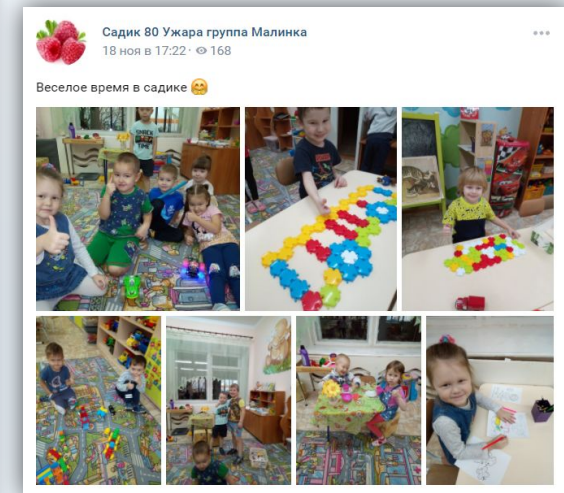 Садик 80 Ужара группа Малинка
18 ноя в 17:22 · 168
Веселое время в садике 🤗